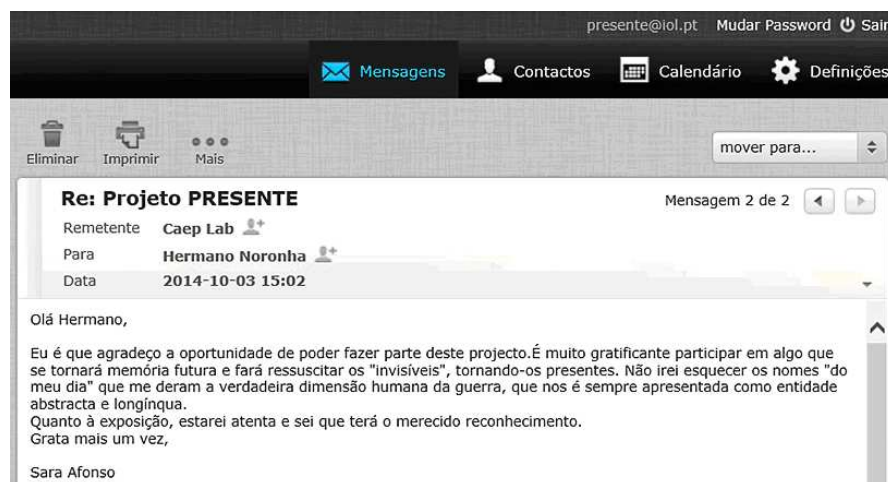 presente@iol.pt Mudar Password Sair
Mensagens Contactos Calendário Definições
Eliminar Imprimir Mais mover para...
Re: Projeto PRESENTE Mensagem 2 de 2
Remetente Caep Lab
Para Hermano Noronha
Data 2014-10-03 15:02
Olá Hermano,
Eu é que agradeço a oportunidade de poder fazer parte deste projecto.É muito gratificante participar em algo que
se tornará memória futura e fará ressuscitar os "invisíveis", tornando-os presentes. Não irei esquecer os nomes "do
meu dia" que me deram a verdadeira dimensão humana da guerra, que nos é sempre apresentada como entidade
abstracta e longínqua.
Quanto à exposição, estarei atenta e sei que terá o merecido reconhecimento.
Grata mais um vez,
Sara Afonso